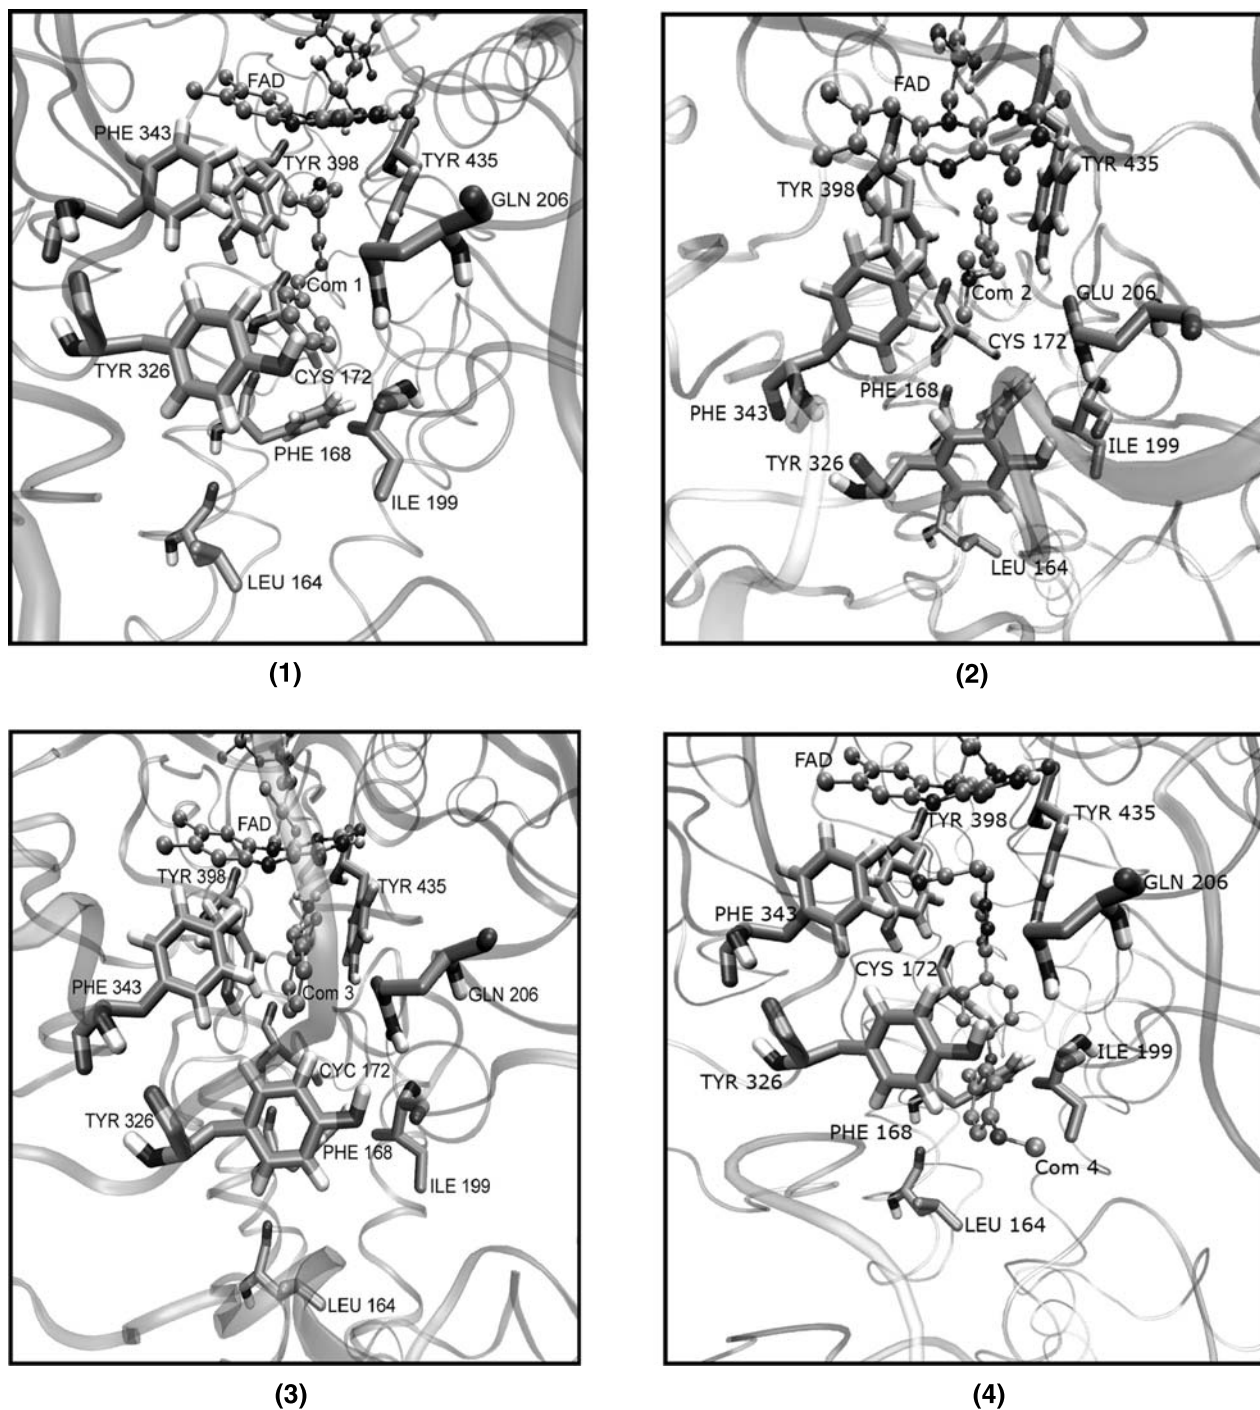 FAD
PHE 343
TYR 398
TYR 435
GLN 206
Com 1
TYR 326
CYS 172
PHE 168
ILE 199
LEU 164
(1)
FAD
TYR 398
TYR 435
Com 2
GLU 206
CYS 172
PHE 168
PHE 343
ILE 199
TYR 326
LEU 164
(2)
FAD
TYR 398
TYR 435
PHE 343
Com 3
GLN 206
CYC 172
TYR 326
PHE 168
ILE 199
LEU 164
(3)
FAD
TYR 398
TYR 435
GLN 206
PHE 343
CYS 172
ILE 199
TYR 326
PHE 168
Com 4
LEU 164
(4)